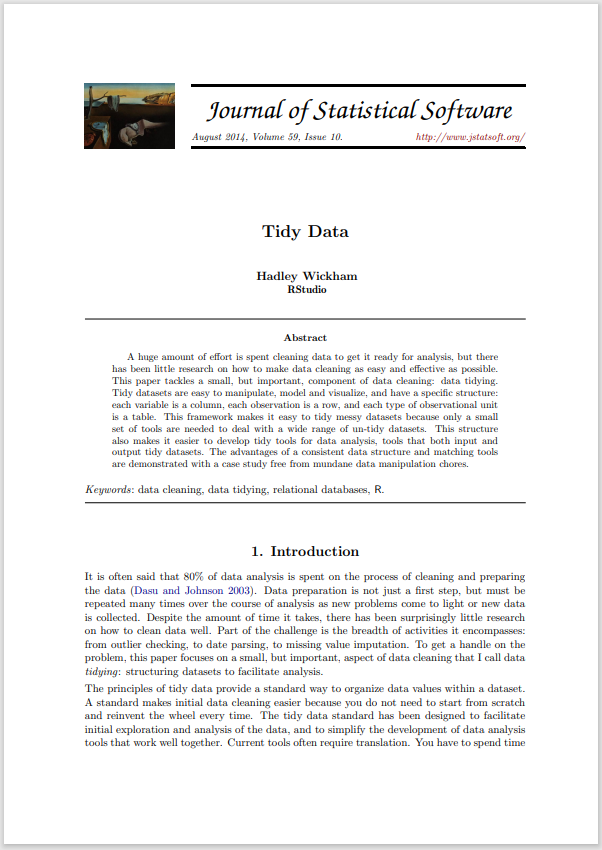 Journal of Statistical Software
August 2014, Volume 59, Issue 10.
http://www.jstatsoft.org/
Tidy Data
Hadley Wickham
RStudio
Abstract
A huge amount of effort is spent cleaning data to get it ready for analysis, but there
has been little research on how to make data cleaning as easy and effective as possible.
This paper tackles a small, but important, component of data cleaning: data tidying.
Tidy datasets are easy to manipulate, model and visualize, and have a specific structure:
each variable is a column, each observation is a row, and each type of observational unit
is a table. This framework makes it easy to tidy messy datasets because only a small
set of tools are needed to deal with a wide range of un-tidy datasets. This structure
also makes it easier to develop tidy tools for data analysis, tools that both input and
output tidy datasets. The advantages of a consistent data structure and matching tools
are demonstrated with a case study free from mundane data manipulation chores.
Keywords: data cleaning, data tidying, relational databases, R.
1. Introduction
It is often said that 80% of data analysis is spent on the process of cleaning and preparing
the data (Dasu and Johnson 2003). Data preparation is not just a first step, but must be
repeated many times over the course of analysis as new problems come to light or new data
is collected. Despite the amount of time it takes, there has been surprisingly little research
on how to clean data well. Part of the challenge is the breadth of activities it encompasses:
from outlier checking, to date parsing, to missing value imputation. To get a handle on the
problem, this paper focuses on a small, but important, aspect of data cleaning that I call data
tidying: structuring datasets to facilitate analysis.
The principles of tidy data provide a standard way to organize data values within a dataset.
A standard makes initial data cleaning easier because you do not need to start from scratch
and reinvent the wheel every time. The tidy data standard has been designed to facilitate
initial exploration and analysis of the data, and to simplify the development of data analysis
tools that work well together. Current tools often require translation. You have to spend time